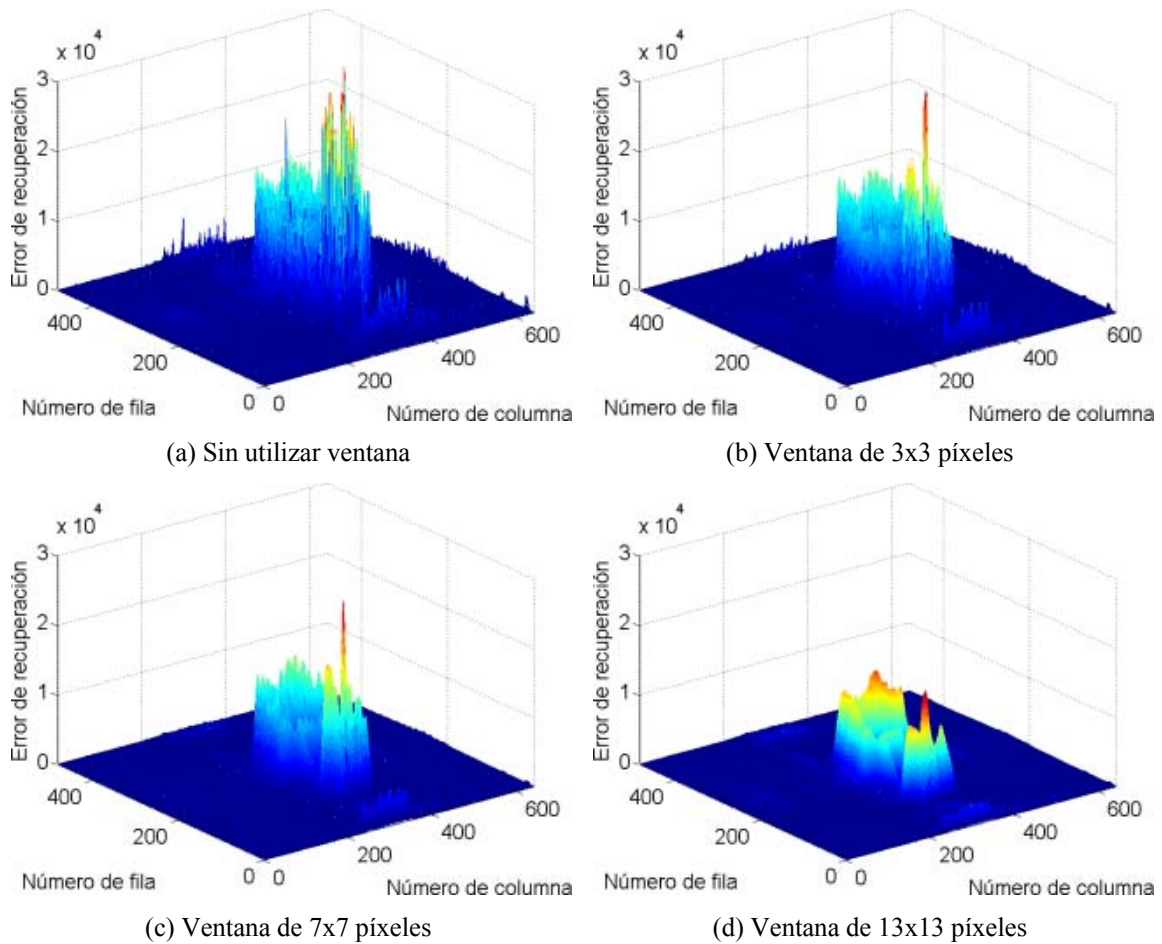 x 10^4
3
2
1
0
Error de recuperación
400
200
0
Número de fila
0
200
400
600
Número de columna
(a) Sin utilizar ventana
x 10^4
3
2
1
0
Error de recuperación
400
200
0
Número de fila
0
200
400
600
Número de columna
(b) Ventana de 3x3 píxeles
x 10^4
3
2
1
0
Error de recuperación
400
200
0
Número de fila
0
200
400
600
Número de columna
(c) Ventana de 7x7 píxeles
x 10^4
3
2
1
0
Error de recuperación
400
200
0
Número de fila
0
200
400
600
Número de columna
(d) Ventana de 13x13 píxeles